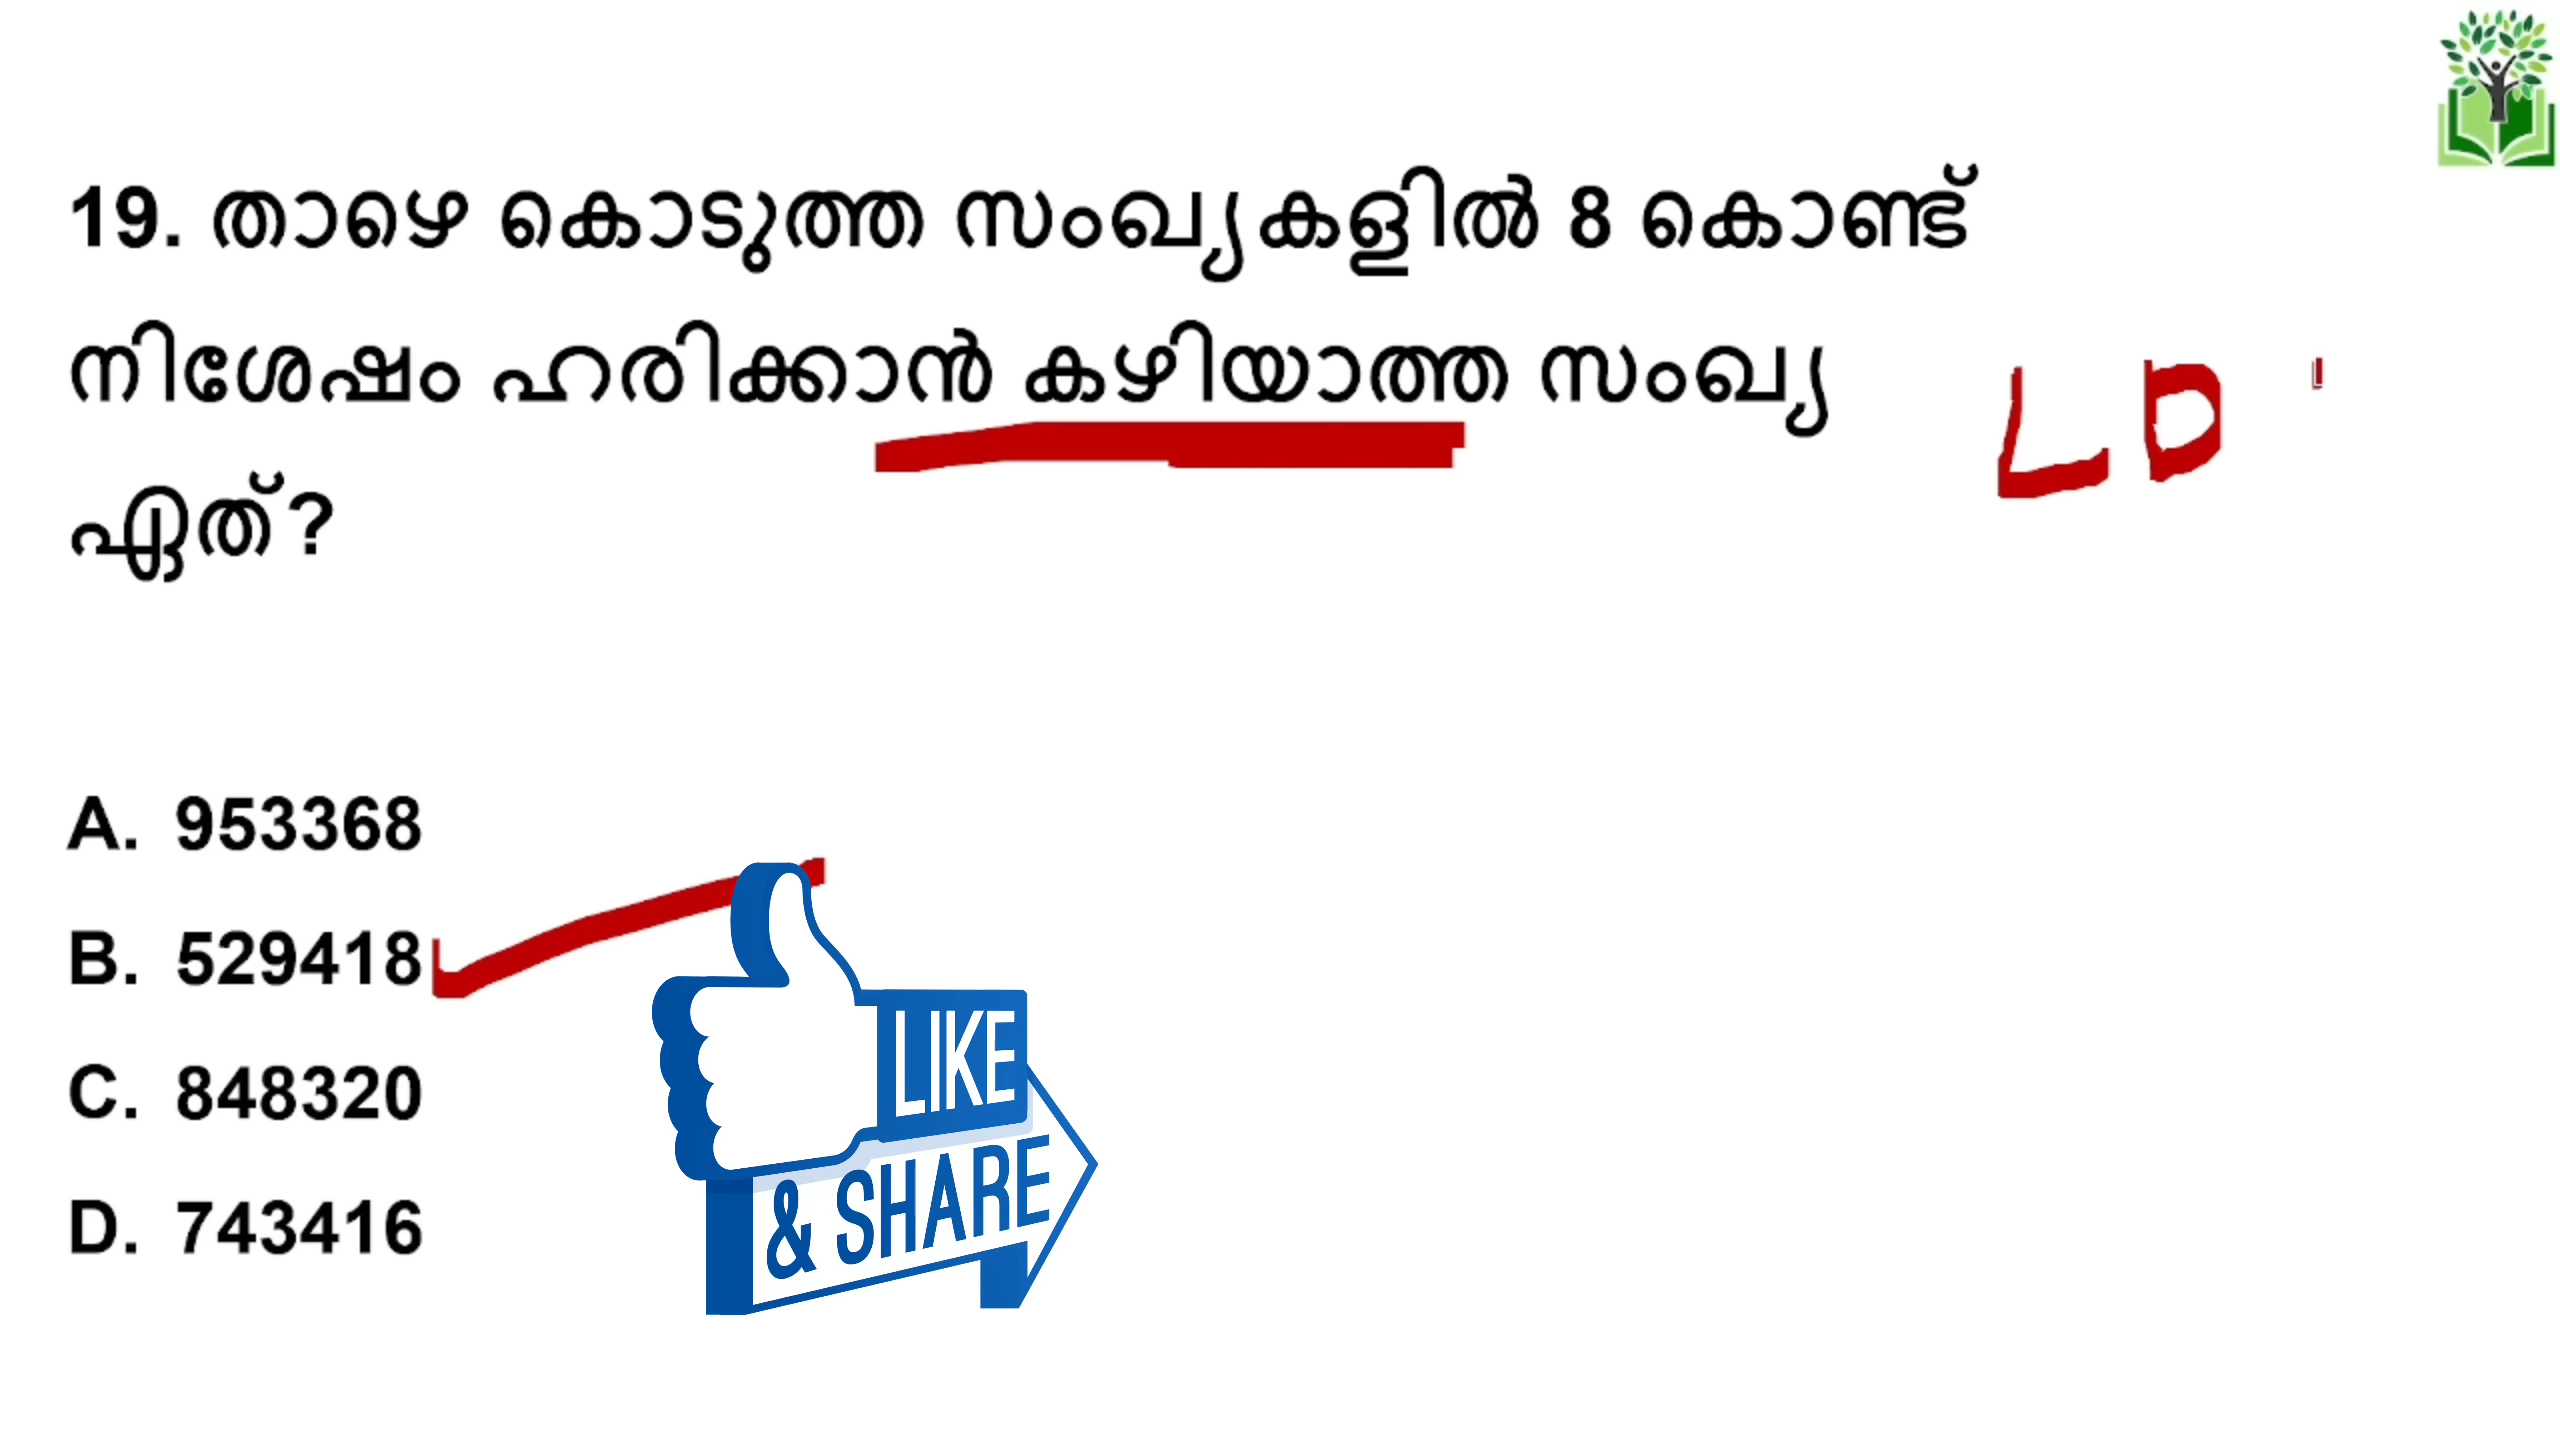 19. താഴെ കൊടുത്ത സംഖ്യകളിൽ 8 കൊണ്ട്
നിശേഷം ഹരിക്കാൻ കഴിയാത്ത സംഖ്യ
ഏത്?
LD
A. 953368
B. 529418
C. 848320
D. 743416
LIKE
& SHARE